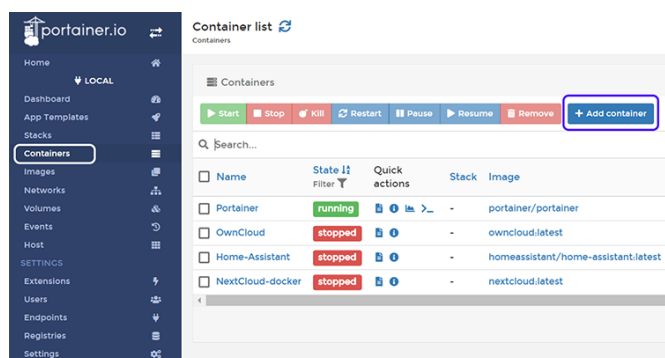 portainer.io
Home
LOCAL
Dashboard
App Templates
Stacks
Containers
Images
Networks
Volumes
Events
Host
SETTINGS
Extensions
Users
Endpoints
Registries
Settings
Container list
Containers
Containers
Start Stop Kill Restart Pause Resume Remove + Add container
Search...
Name State Filter Quick actions Stack Image
Portainer running - portainer/portainer
OwnCloud stopped - owncloud:latest
Home-Assistant stopped - homeassistant/home-assistant:latest
NextCloud-docker stopped - nextcloud:latest